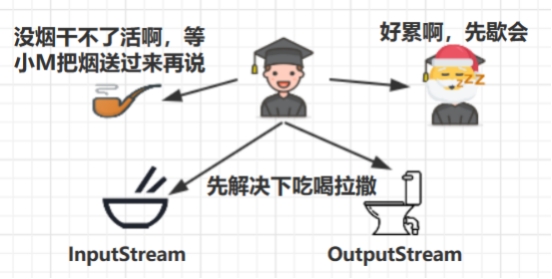 没烟干不了活啊，等
小M把烟送过来再说
好累啊，先歇会
zzz
先解决下吃喝拉撒
InputStream
OutputStream